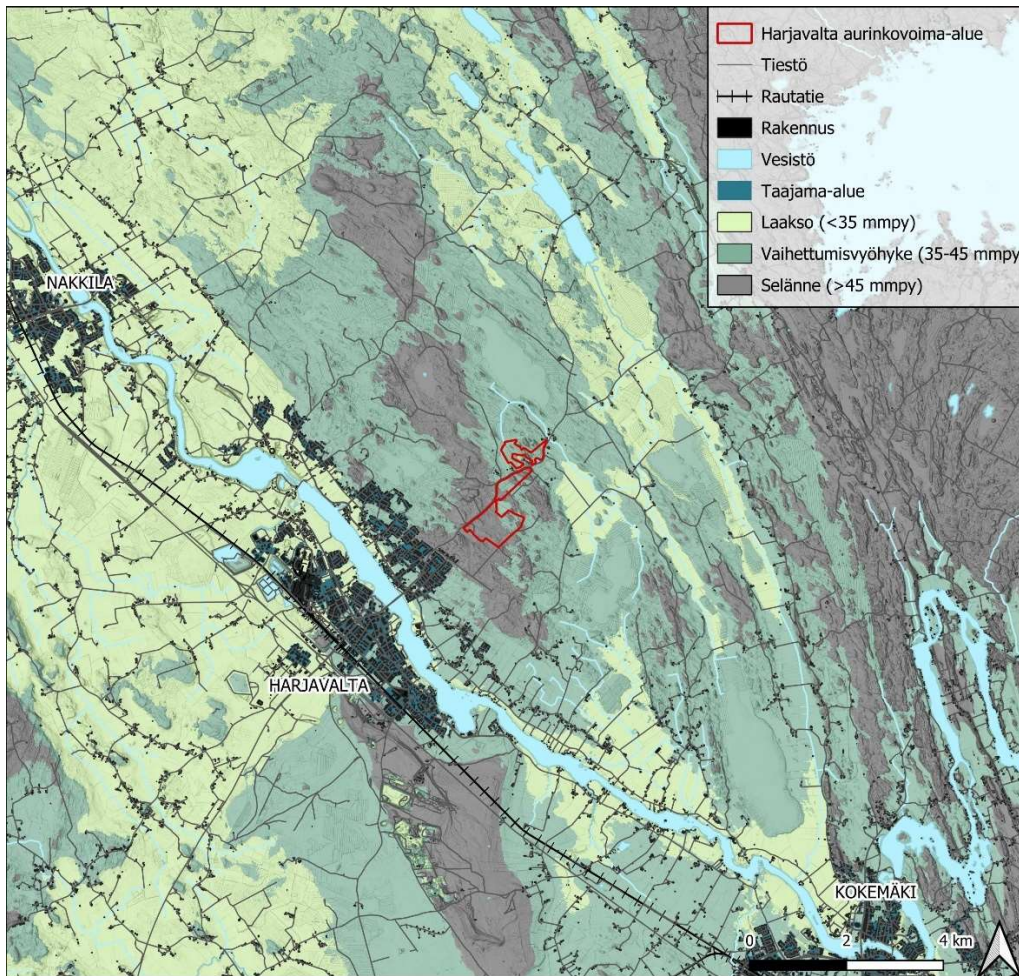 Harjavalta aurinkovoima-alue
Tiestö
Rautatie
Rakennus
Vesistö
Taajama-alue
Laakso (<35 mmpy)
Vaihettumisvyöhyke (35-45 mmpy)
Selänne (>45 mmpy)
NAKKILA
HARJAVALTA
KOKEMÄKI
0 2 4 km